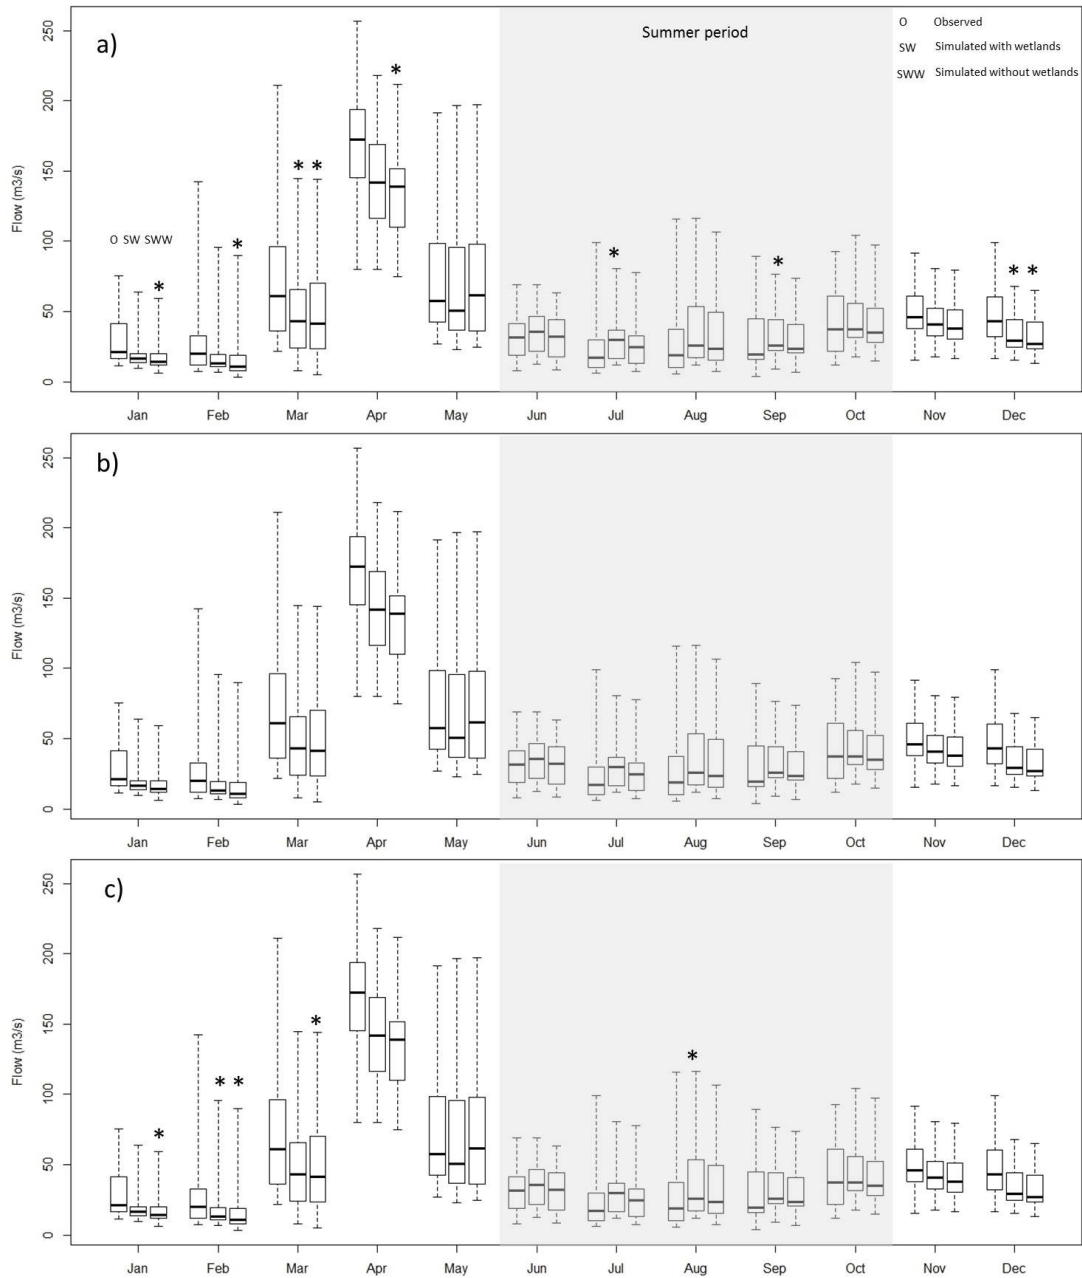 a)
Summer period
O Observed
SW Simulated with wetlands
SWW Simulated without wetlands
Flow (m3/s)
250
200
150
100
50
0
* * * * * * * * * *
O SW SWW
Jan Feb Mar Apr May Jun Jul Aug Sep Oct Nov Dec
b)
Flow (m3/s)
250
200
150
100
50
0
Jan Feb Mar Apr May Jun Jul Aug Sep Oct Nov Dec
c)
Flow (m3/s)
250
200
150
100
50
0
* * * * *
Jan Feb Mar Apr May Jun Jul Aug Sep Oct Nov Dec